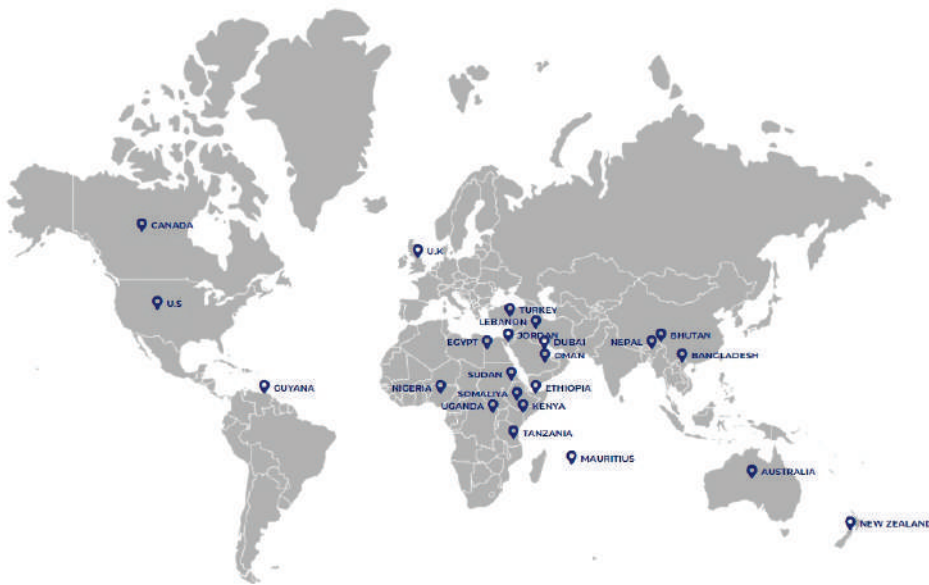 CANADA
U.K
U.S
TURKEY
LEBANON
JORDAN
BHUTAN
EGYPT
DUBAI
NEPAL
OMAN
BANGLADESH
SUDAN
NIGERIA
ETHIOPIA
GUYANA
SOMALIYA
UGANDA
KENYA
TANZANIA
MAURITIUS
AUSTRALIA
NEW ZEALAND